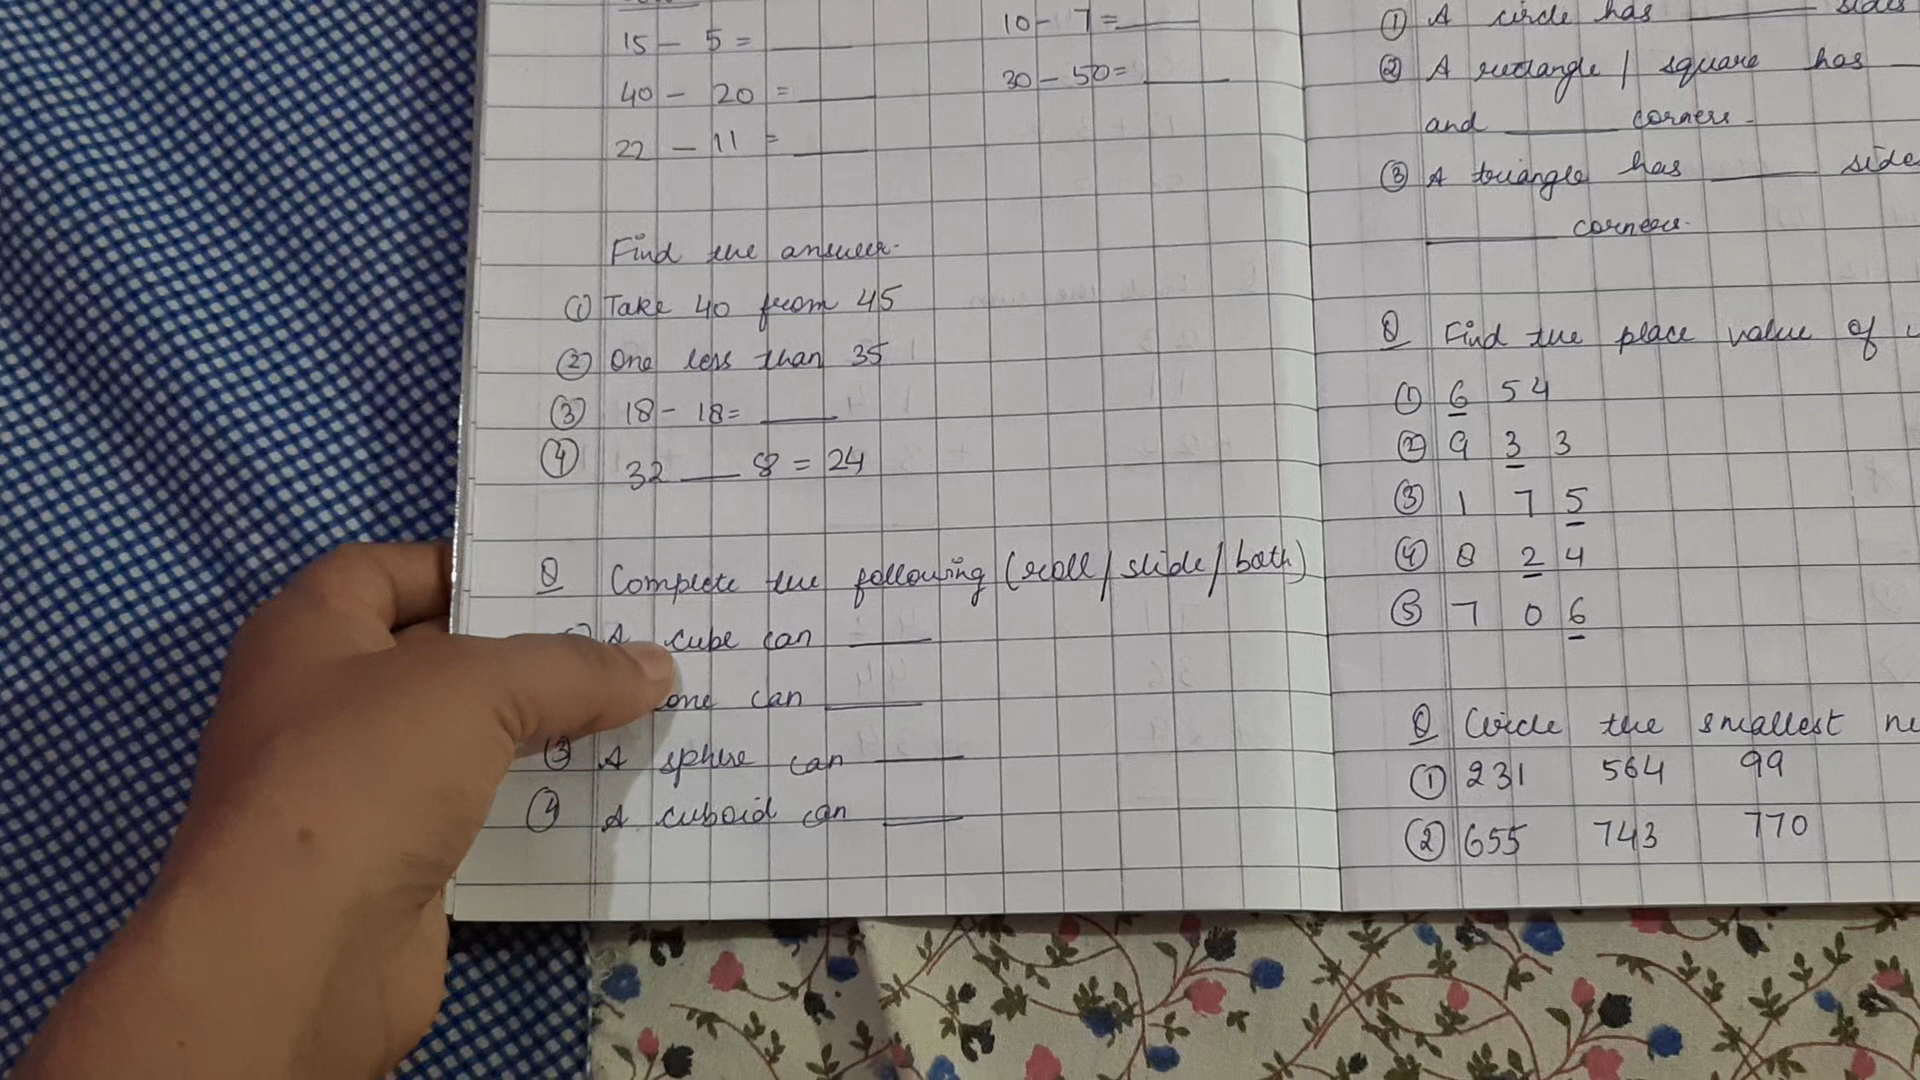 15 - 5 = ____
10 - 7 = ____
40 - 20 = ____
30 - 50 = ____
22 - 11 = ____
Find the answer.
① Take 40 from 45
② One less than 35
③ 18 - 18 = ____
④ 32 ____ 8 = 24
Q Complete the following (roll / slide / both)
A cube can ____
one can ____
③ A sphere can ____
④ A cuboid can ____
① A circle has ____ sides
② A rectangle / square has
and ____ corners.
③ A triangle has ____ side
____ corners.
Q Find the place value of
① 6 5 4
② 9 3 3
③ 1 7 5
④ 8 2 4
⑤ 7 0 6
Q Circle the smallest
① 231 564 99
② 655 743 770